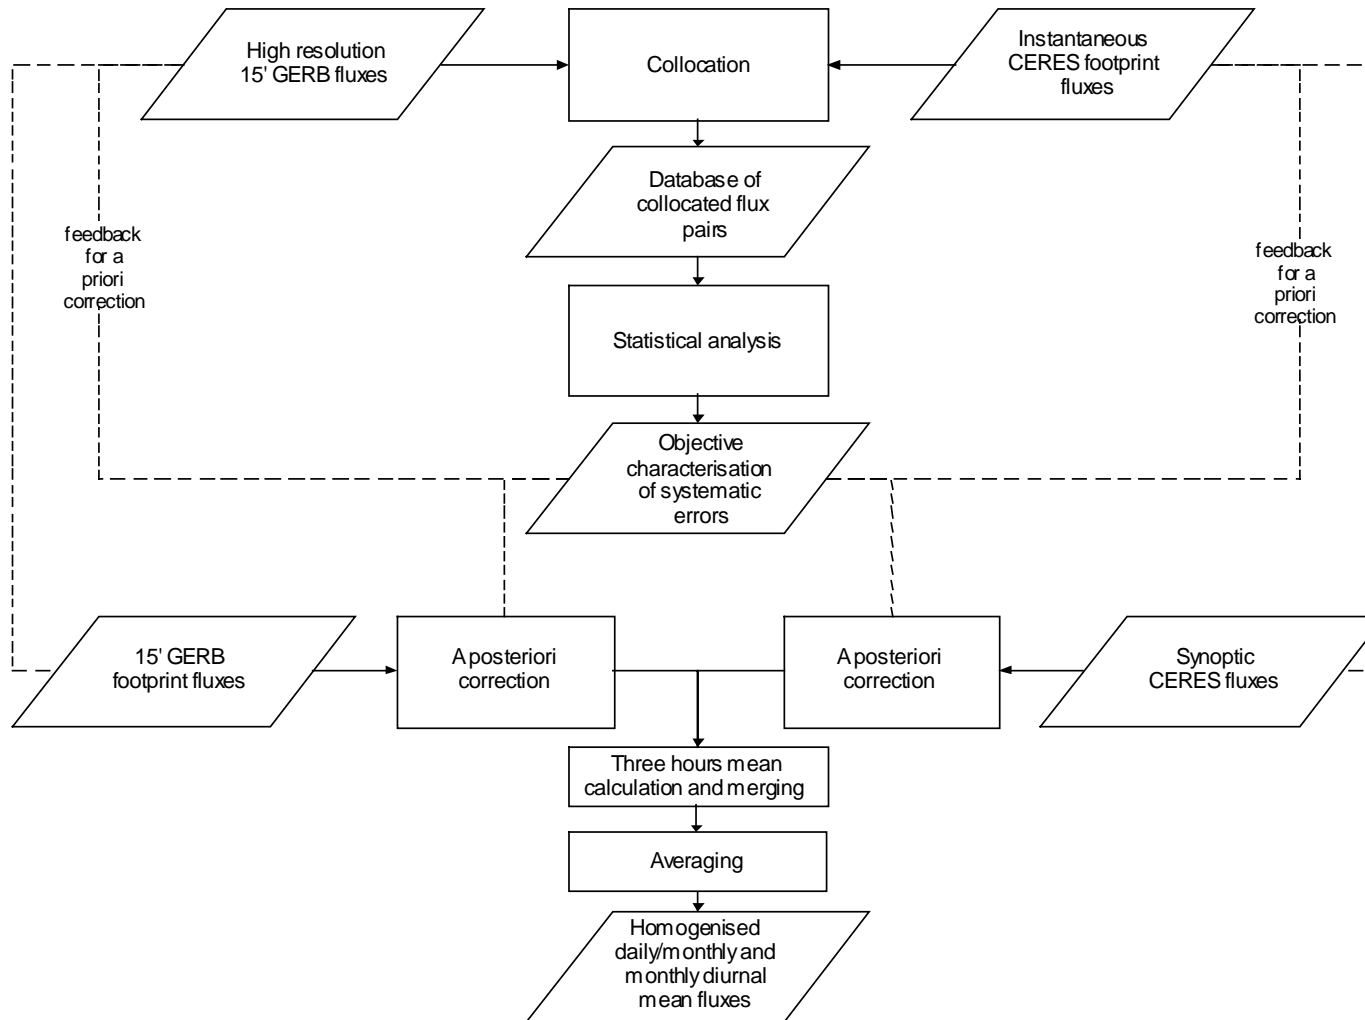 High resolution
15' GERB fluxes
Collocation
Instantaneous
CERES footprint
fluxes
Database of
collocated flux
pairs
feedback
for a
priori
correction
feedback
for a
priori
correction
Statistical analysis
Objective
characterisation
of systematic
errors
15' GERB
footprint fluxes
A posteriori
correction
A posteriori
correction
Synoptic
CERES fluxes
Three hours mean
calculation and merging
Averaging
Homogenised
daily/monthly and
monthly diurnal
mean fluxes